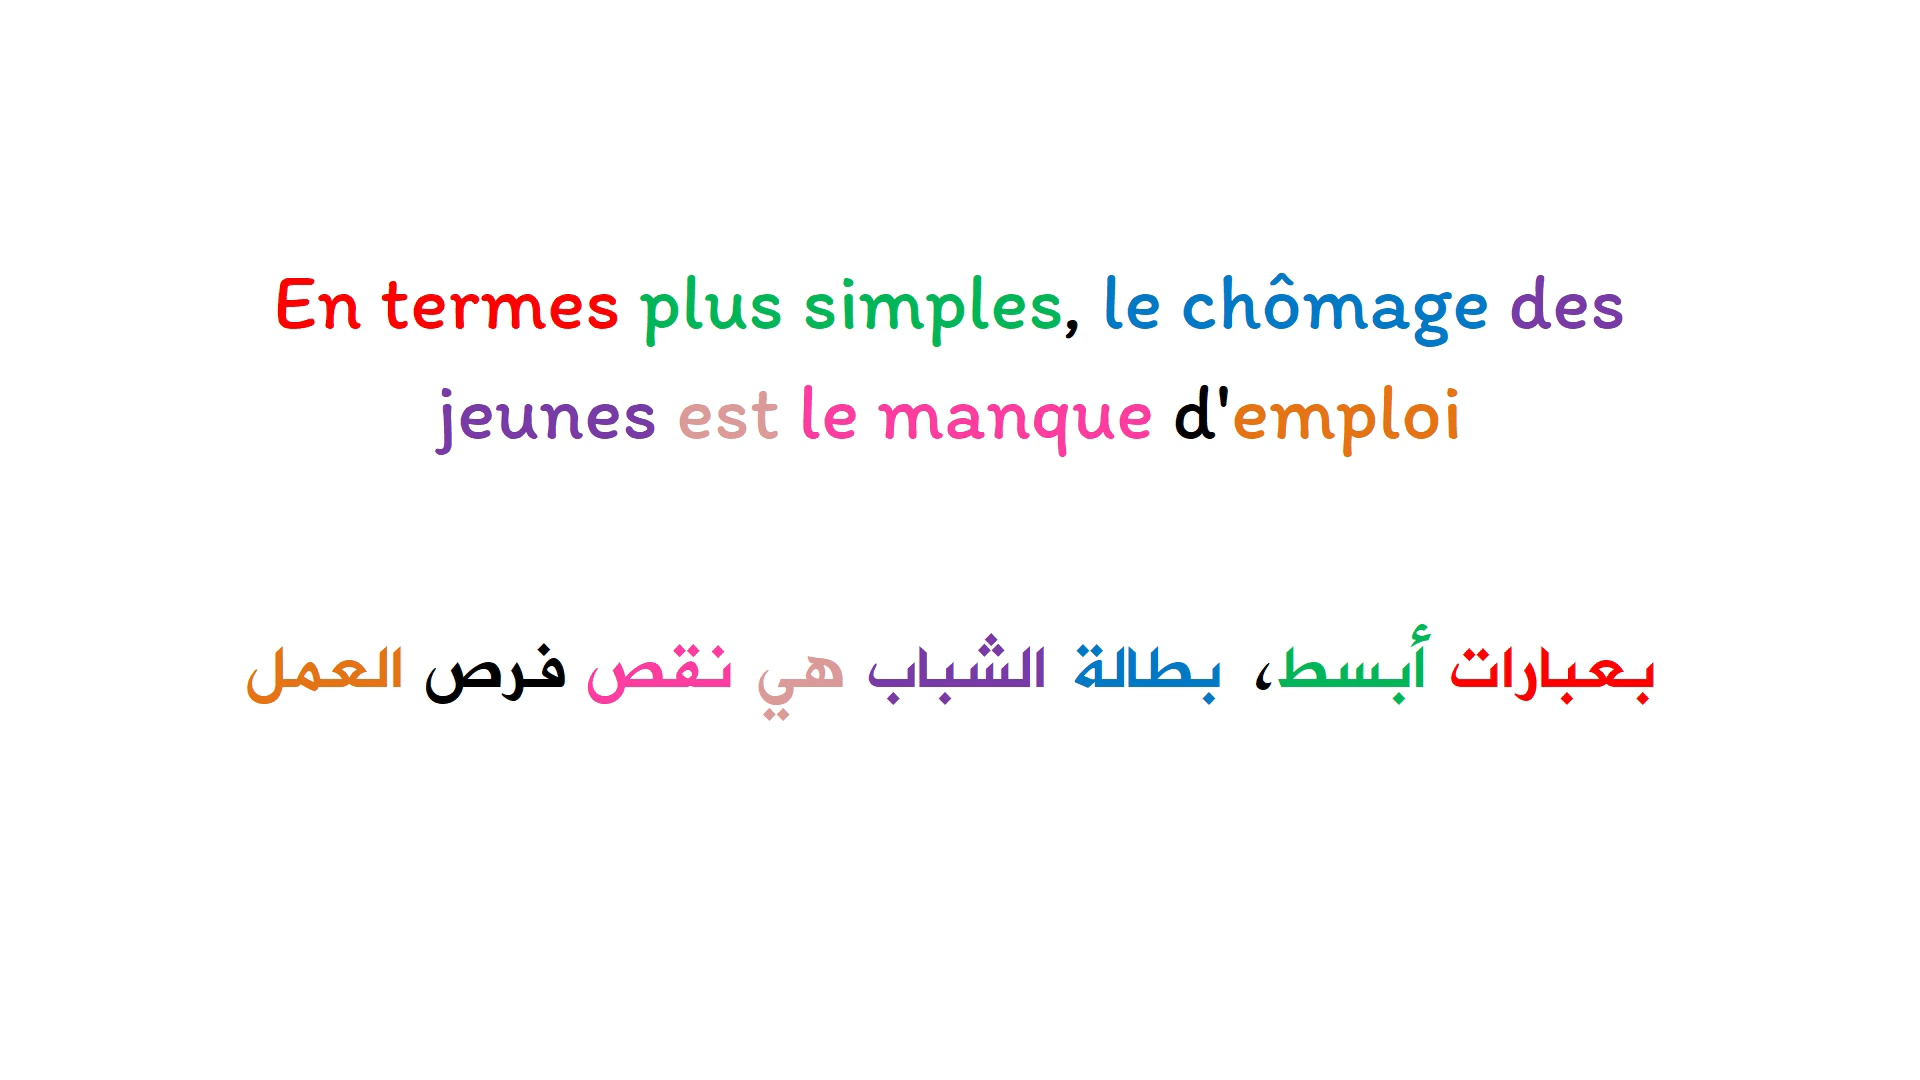 En termes plus simples, le chômage des
jeunes est le manque d'emploi
بعبارات أبسط، بطالة الشباب هي نقص فرص العمل